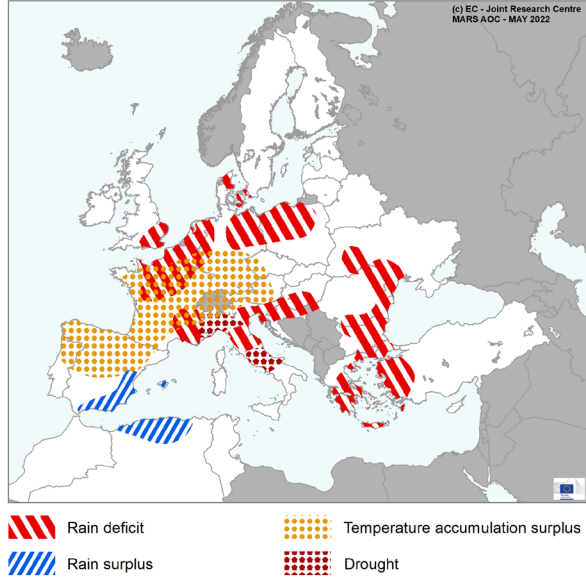 (c) EC - Joint Research Centre
MARS AOC - MAY 2022
Rain deficit
Temperature accumulation surplus
Rain surplus
Drought